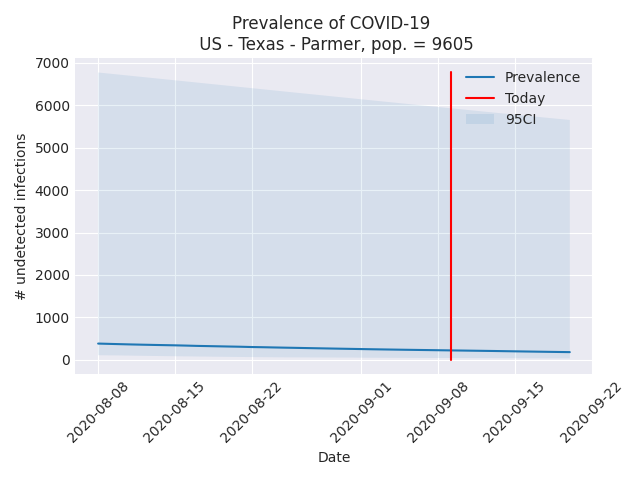 Prevalence of COVID-19
US - Texas - Parmer, pop. = 9605
7000
6000
5000
4000
3000
2000
1000
0
# undetected infections
Prevalence
Today
95CI
2020-08-08
2020-08-15
2020-08-22
2020-09-01
2020-09-08
2020-09-15
2020-09-22
Date